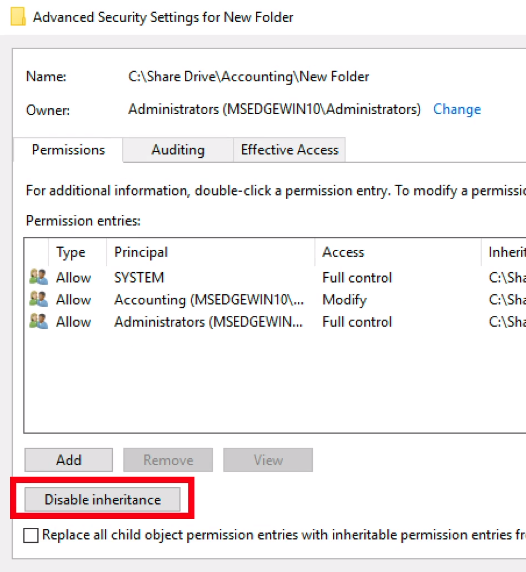 Advanced Security Settings for New Folder
Name: C:\Share Drive\Accounting\New Folder
Owner: Administrators (MSEDGEWIN10\Administrators) Change
Permissions Auditing Effective Access
For additional information, double-click a permission entry. To modify a permissio
Permission entries:
Type Principal Access Inherit
Allow SYSTEM Full control C:\Sha
Allow Accounting (MSEDGEWIN10\... Modify C:\Sha
Allow Administrators (MSEDGEWIN... Full control C:\Sha
Add Remove View
Disable inheritance
Replace all child object permission entries with inheritable permission entries fr